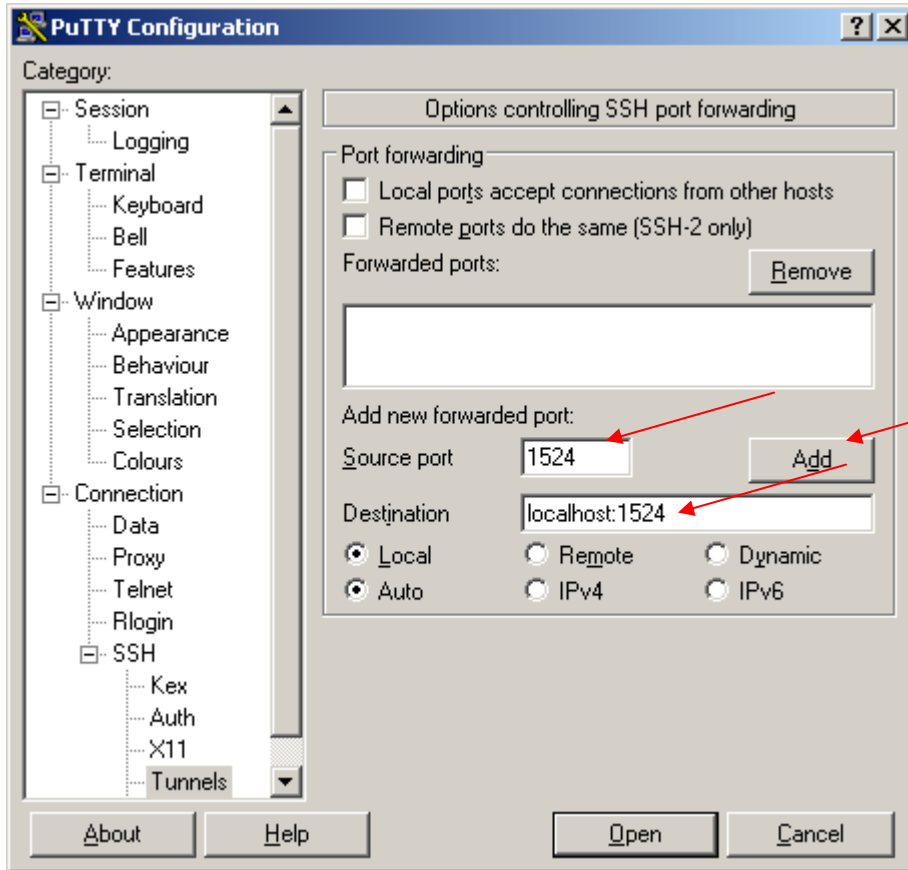 PuTTY Configuration
Category:
Session
Logging
Terminal
Keyboard
Bell
Features
Window
Appearance
Behaviour
Translation
Selection
Colours
Connection
Data
Proxy
Telnet
Rlogin
SSH
Kex
Auth
X11
Tunnels
Options controlling SSH port forwarding
Port forwarding
Local ports accept connections from other hosts
Remote ports do the same (SSH-2 only)
Forwarded ports: Remove
Add new forwarded port:
Source port 1524 Add
Destination localhost:1524
Local Remote Dynamic
Auto IPv4 IPv6
About Help Open Cancel